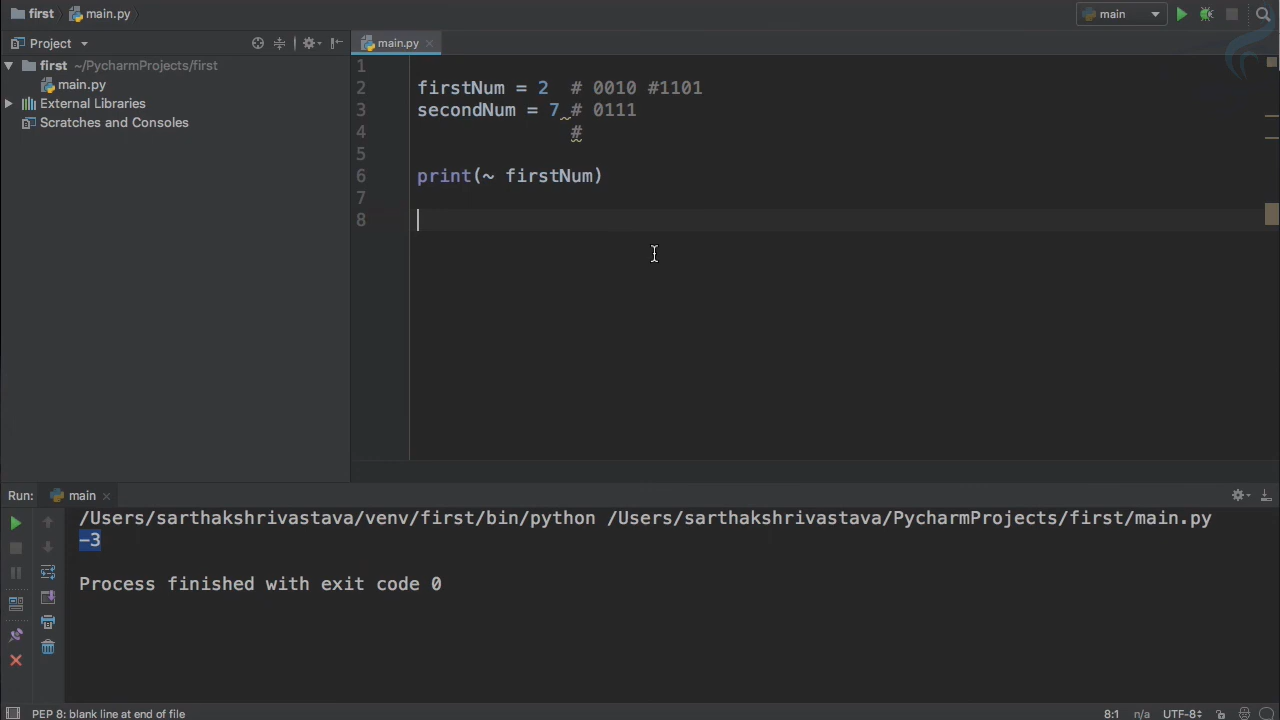 first main.py
main
Project
main.py
first ~/PycharmProjects/first
main.py
External Libraries
Scratches and Consoles
1
2 firstNum = 2 # 0010 #1101
3 secondNum = 7 # 0111
4 #
5
6 print(~ firstNum)
7
8
Run: main
/Users/sarthakshrivastava/venv/first/bin/python /Users/sarthakshrivastava/PycharmProjects/first/main.py
-3
Process finished with exit code 0
PEP 8: blank line at end of file 8:1 n/a UTF-8